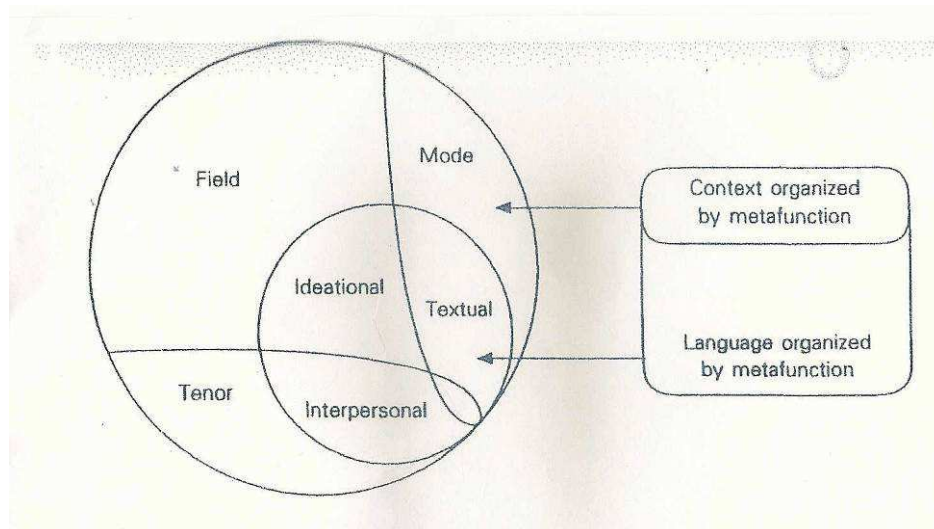 Field
Mode
Context organized
by metafunction
Ideational
Textual
Language organized
by metafunction
Tenor
Interpersonal